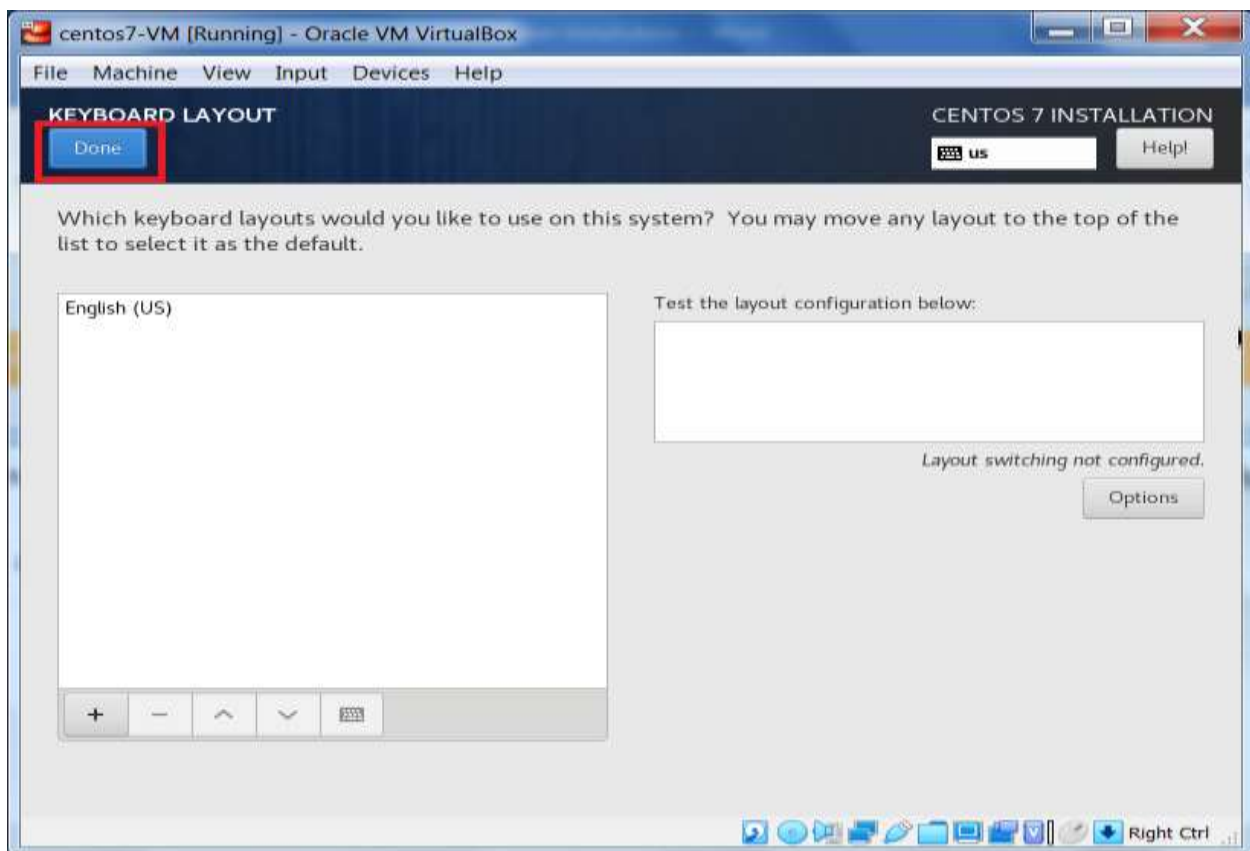 centos7-VM [Running] - Oracle VM VirtualBox
File Machine View Input Devices Help
KEYBOARD LAYOUT
CENTOS 7 INSTALLATION
Done
us
Help!
Which keyboard layouts would you like to use on this system? You may move any layout to the top of the
list to select it as the default.
English (US)
Test the layout configuration below:
Layout switching not configured.
Options
Right Ctrl